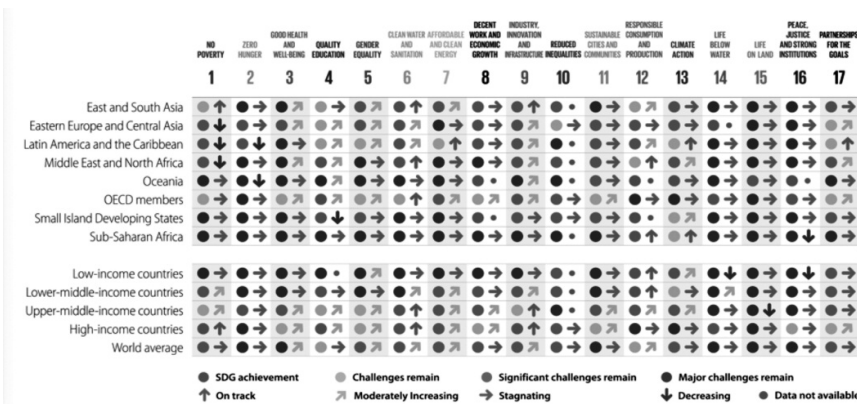 NO POVERTY
ZERO HUNGER
GOOD HEALTH AND WELL-BEING
QUALITY EDUCATION
GENDER EQUALITY
CLEAN WATER AND SANITATION
AFFORDABLE AND CLEAN ENERGY
DECENT WORK AND ECONOMIC GROWTH
INDUSTRY, INNOVATION AND INFRASTRUCTURE
REDUCED INEQUALITIES
SUSTAINABLE CITIES AND COMMUNITIES
RESPONSIBLE CONSUMPTION AND PRODUCTION
CLIMATE ACTION
LIFE BELOW WATER
LIFE ON LAND
PEACE, JUSTICE AND STRONG INSTITUTIONS
PARTNERSHIPS FOR THE GOALS
1 2 3 4 5 6 7 8 9 10 11 12 13 14 15 16 17
East and South Asia
Eastern Europe and Central Asia
Latin America and the Caribbean
Middle East and North Africa
Oceania
OECD members
Small Island Developing States
Sub-Saharan Africa
Low-income countries
Lower-middle-income countries
Upper-middle-income countries
High-income countries
World average
SDG achievement Challenges remain Significant challenges remain Major challenges remain
On track Moderately Increasing Stagnating Decreasing Data not available